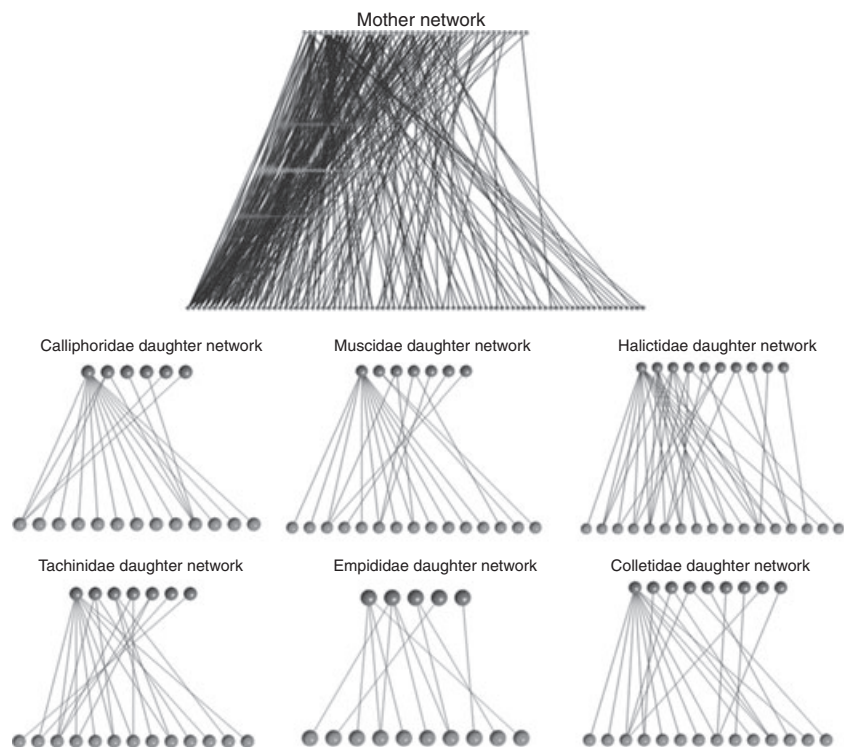 Mother network
Calliphoridae daughter network
Muscidae daughter network
Halictidae daughter network
Tachinidae daughter network
Empididae daughter network
Colletidae daughter network